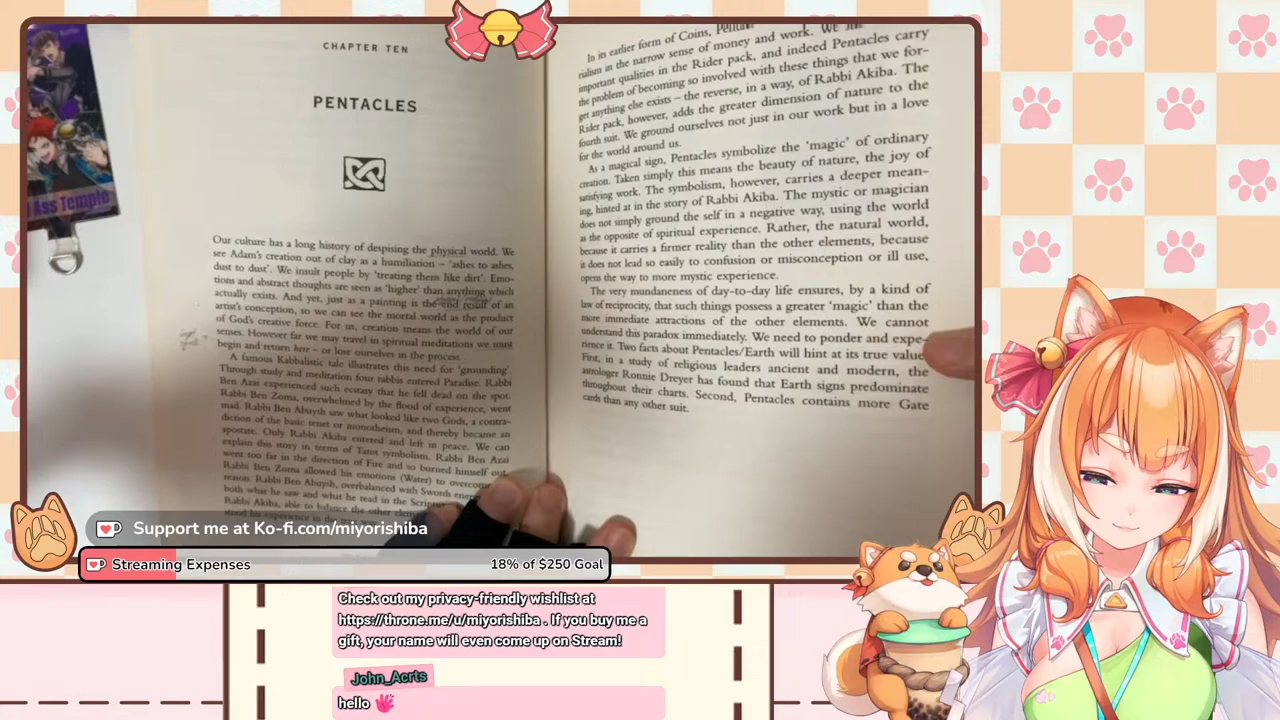 Ass Temple
CHAPTER TEN
PENTACLES
Our culture has a long history of despising the physical world. We
see Adam's creation out of clay as a humiliation – 'ashes to ashes,
dust to dust'. We insult people by 'treating them like dirt'. Emo-
tions and abstract thoughts are seen as 'higher' than anything which
actually exists. And yet, just as a painting is the end result of an
artist's conception, so we can see the mortal world as the product
of God's creative force. For us, creation means the world of our
senses. However far we may travel in spiritual meditations we must
begin and return here – or lose ourselves in the process.
A famous Kabbalistic tale illustrates this need for 'grounding'.
Through study and meditation four rabbis entered Paradise. Rabbi
Ben Azai experienced such ecstasy that he fell dead on the spot.
Rabbi Ben Zoma, overwhelmed by the flood of experience, went
mad. Rabbi Ben Abuysh saw what looked like two Gods, a contra-
diction of the basic tenet of monotheism, and thereby became an
apostate. Only Rabbi Akiba entered and left in peace. We can
explain this story in terms of Tarot symbolism. Rabbi Ben Azai
went too far in the direction of Fire and so burned himself out.
Rabbi Ben Zoma allowed his emotions (Water) to overcome
reason. Rabbi Ben Abuysh, overbalanced with Swords
both what he saw and what he read in the
Rabbi Akiba, able to balance the other
In its earlier form of Coins,
rialism in the narrow sense of money and work. We
important qualities in the Rider pack, and indeed Pentacles carry
the problem of becoming so involved with these things that we for-
get anything else exists – the reverse, in a way, of Rabbi Akiba. The
Rider pack, however, adds the greater dimension of nature to the
fourth suit. We ground ourselves not just in our work but in a love
for the world around us.
As a magical sign, Pentacles symbolize the 'magic' of ordinary
creation. Taken simply this means the beauty of nature, the joy of
satisfying work. The symbolism, however, carries a deeper mean-
ing, hinted at in the story of Rabbi Akiba. The mystic or magician
does not simply ground the self in a negative way, using the world
as the opposite of spiritual experience. Rather, the natural world,
because it carries a firmer reality than the other elements, because
it does not lead so easily to confusion or misconception or ill use,
opens the way to more mystic experience.
The very mundaneness of day-to-day life ensures, by a kind of
law of reciprocity, that such things possess a greater 'magic' than the
more immediate attractions of the other elements. We cannot
understand this paradox immediately. We need to ponder and expe-
rience it. Two facts about Pentacles/Earth will hint at its true value.
First, in a study of religious leaders ancient and modern, the
astrologer Ronnie Dreyer has found that Earth signs predominate
throughout their charts. Second, Pentacles contains more Gate
cards than any other suit.
Support me at Ko-fi.com/miyorishiba
Streaming Expenses
18% of $250 Goal
Check out my privacy-friendly wishlist at
https://throne.me/u/miyorishiba . If you buy me a
gift, your name will even come up on Stream!
John_Acrts
hello